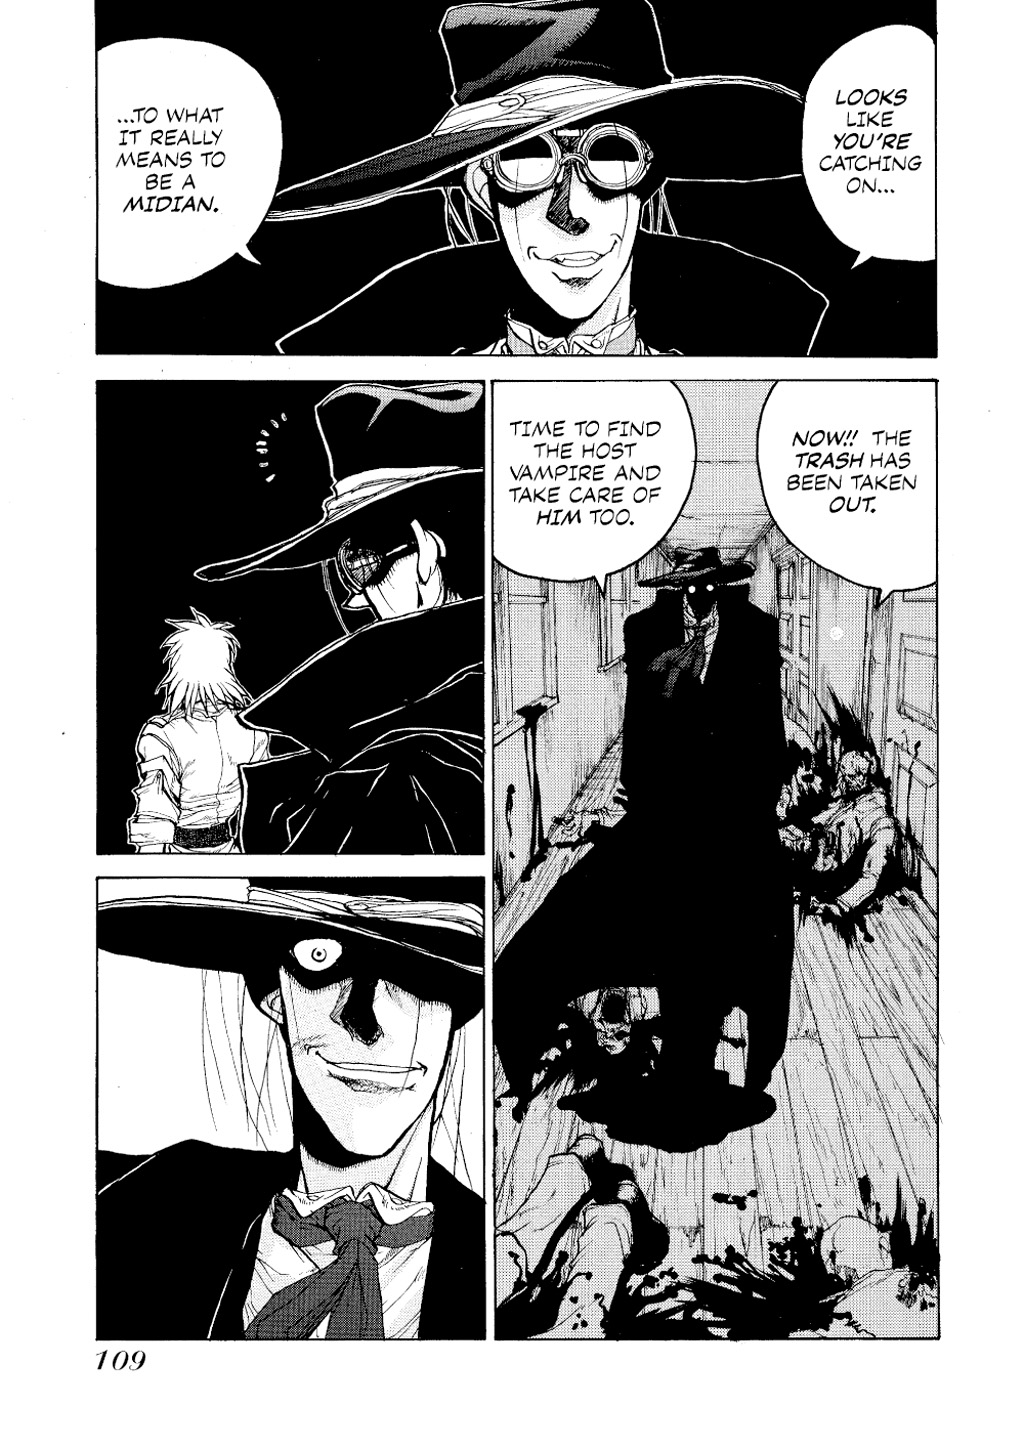 LOOKS
LIKE
YOU'RE
CATCHING
ON...
...TO WHAT
IT REALLY
MEANS TO
BE A
MIDIAN.
NOW!! THE
TRASH HAS
BEEN TAKEN
OUT.
TIME TO FIND
THE HOST
VAMPIRE AND
TAKE CARE OF
HIM TOO.
109